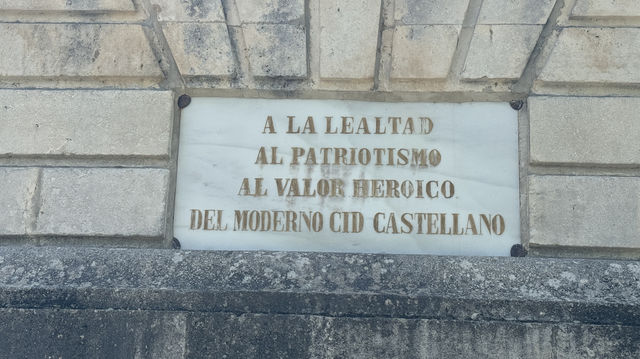 A LA LEALTAD
AL PATRIOTISMO
AL VALOR HEROICO
DEL MODERNO CID CASTELLANO